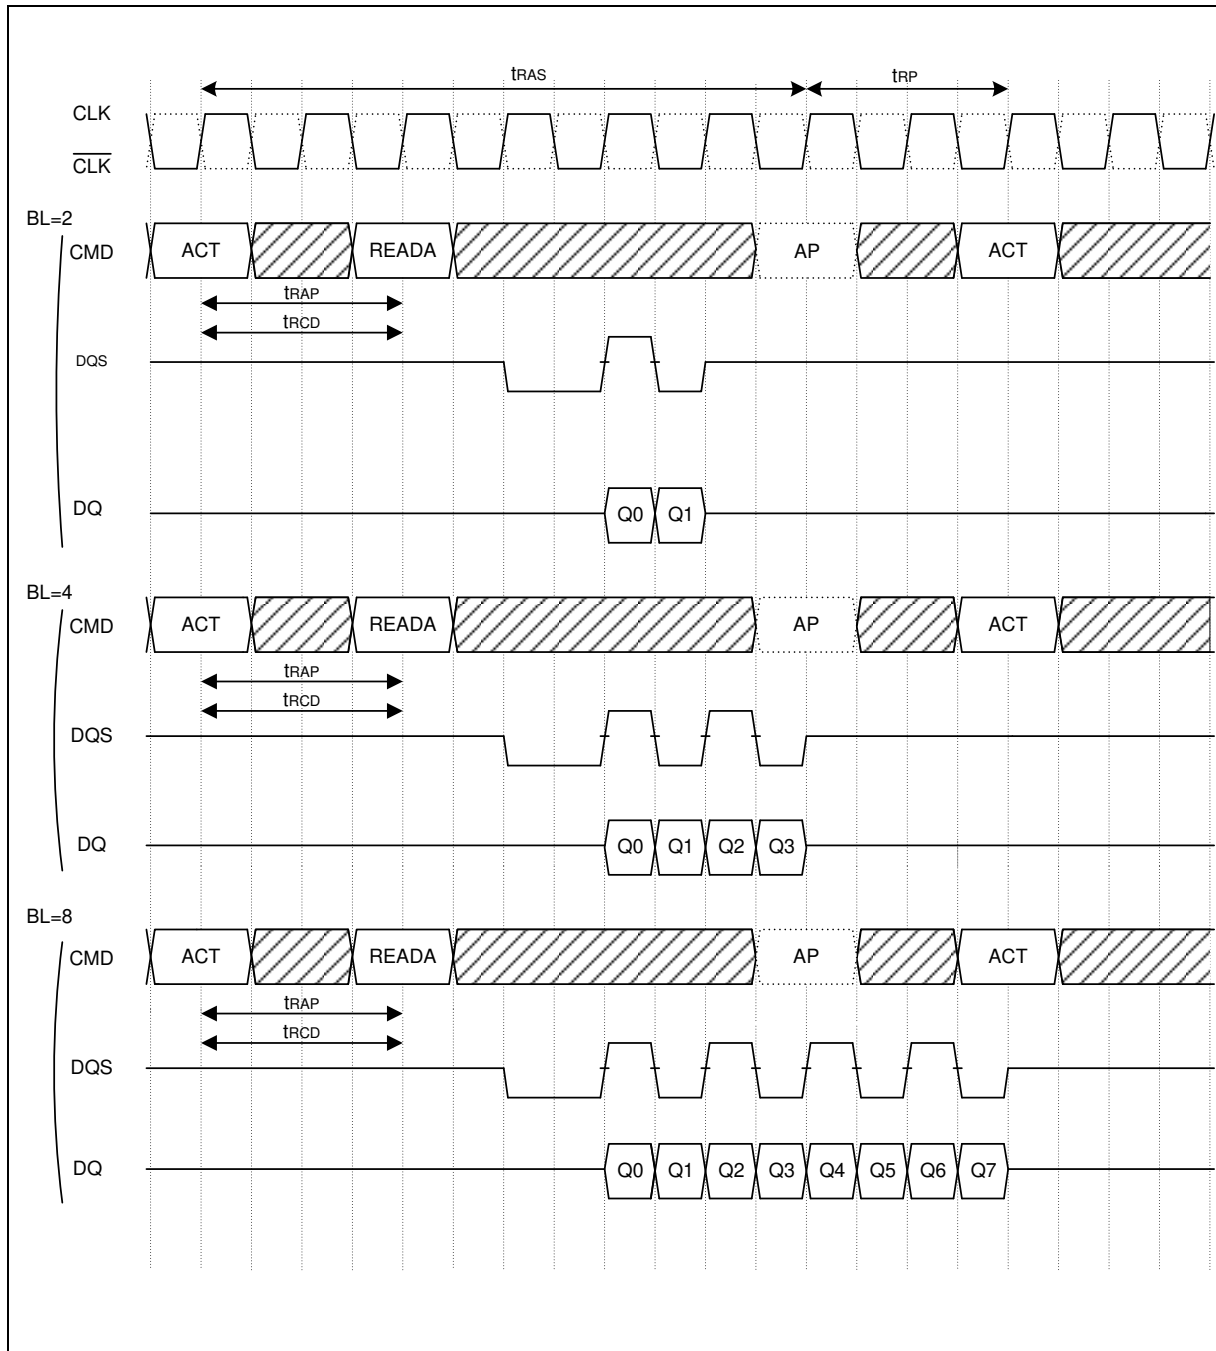 tRAS tRP
CLK
CLK
BL=2
CMD ACT READA AP ACT
tRAP
tRCD
DQS
DQ Q0 Q1
BL=4
CMD ACT READA AP ACT
tRAP
tRCD
DQS
DQ Q0 Q1 Q2 Q3
BL=8
CMD ACT READA AP ACT
tRAP
tRCD
DQS
DQ Q0 Q1 Q2 Q3 Q4 Q5 Q6 Q7